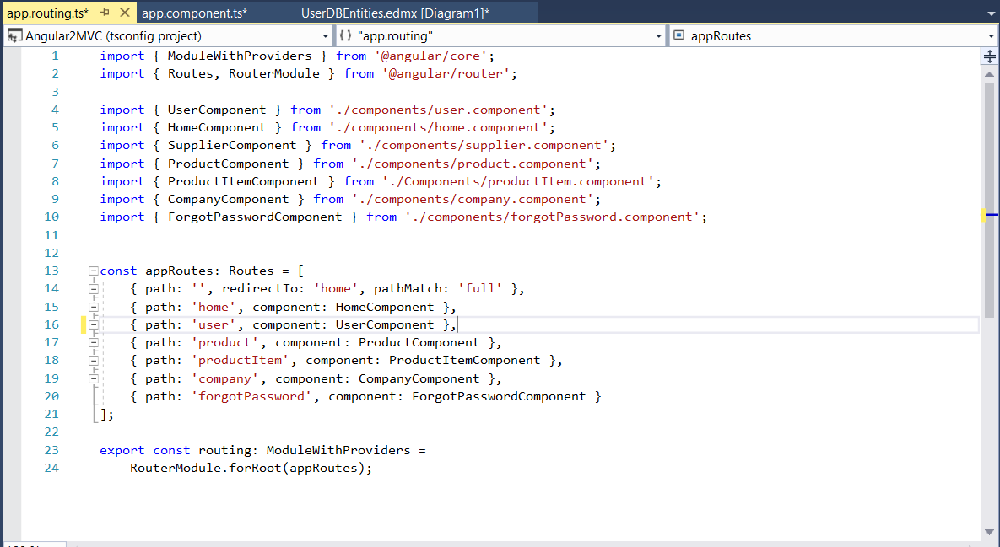 app.routing.ts* app.component.ts* UserDBEntities.edmx [Diagram1]*
Angular2MVC (tsconfig project) {} "app.routing" appRoutes
1 import { ModuleWithProviders } from '@angular/core';
2 import { Routes, RouterModule } from '@angular/router';
3
4 import { UserComponent } from './components/user.component';
5 import { HomeComponent } from './components/home.component';
6 import { SupplierComponent } from './components/supplier.component';
7 import { ProductComponent } from './components/product.component';
8 import { ProductItemComponent } from './Components/productItem.component';
9 import { CompanyComponent } from './components/company.component';
10 import { ForgotPasswordComponent } from './components/forgotPassword.component';
11
12
13 const appRoutes: Routes = [
14 { path: '', redirectTo: 'home', pathMatch: 'full' },
15 { path: 'home', component: HomeComponent },
16 { path: 'user', component: UserComponent },
17 { path: 'product', component: ProductComponent },
18 { path: 'productItem', component: ProductItemComponent },
19 { path: 'company', component: CompanyComponent },
20 { path: 'forgotPassword', component: ForgotPasswordComponent }
21 ];
22
23 export const routing: ModuleWithProviders =
24 RouterModule.forRoot(appRoutes);